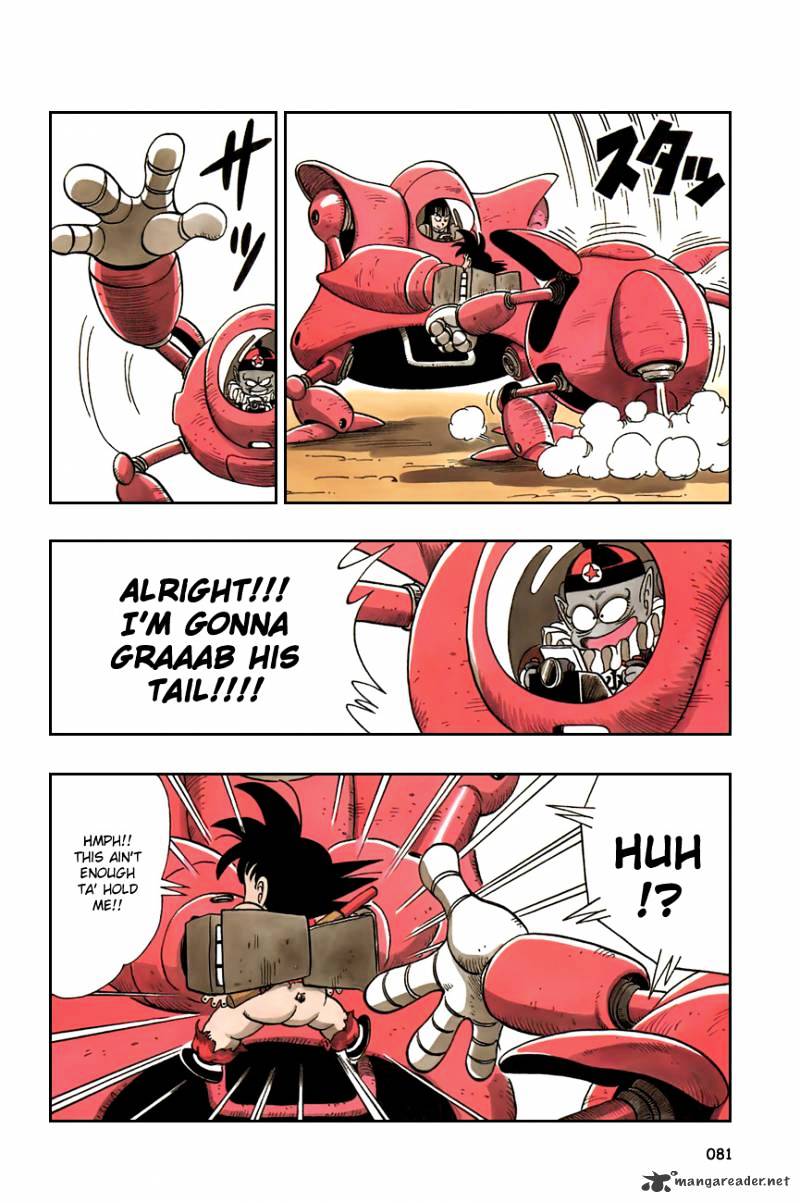 スタッ
サッ
ALRIGHT!!!
I'M GONNA
GRAAAB HIS
TAIL!!!!
HUH
!?
HMPH!!
THIS AIN'T
ENOUGH
TA' HOLD
ME!!
081
mangareader.net